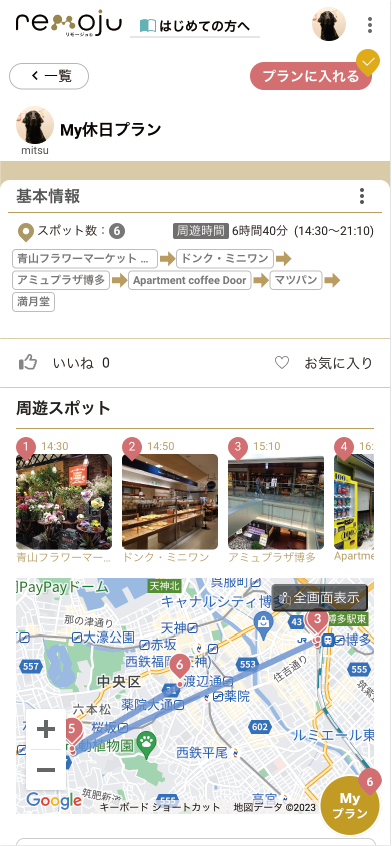 remoju
リモージュ
はじめての方へ
一覧
プランに入れる
My休日プラン
mitsu
基本情報
スポット数：6
周遊時間 6時間40分 (14:30〜21:10)
青山フラワーマーケット …
ドンク・ミニワン
アミュプラザ博多
Apartment coffee Door
マツパン
満月堂
いいね 0
お気に入り
周遊スポット
1 14:30
2 14:50
3 15:10
4 16:
青山フラワーマー…
ドンク・ミニワン
アミュプラザ博多
Apartme
PayPayドーム
天神北
呉服町
キャナルシティ博多
全画面表示
那の津通り
大濠公園
天神
43
3
博多駅東
博多
557
赤坂
西鉄福岡(天神)
住吉通り
6
553
555
中央区
渡辺通
薬院大通
薬院
筑紫
六本松
桜坂
602
5
動植物園
西鉄平尾
ルミエール東
+
−
筑肥新道
高宮
Google
キーボード ショートカット
地図データ ©2023
6
My
プラン